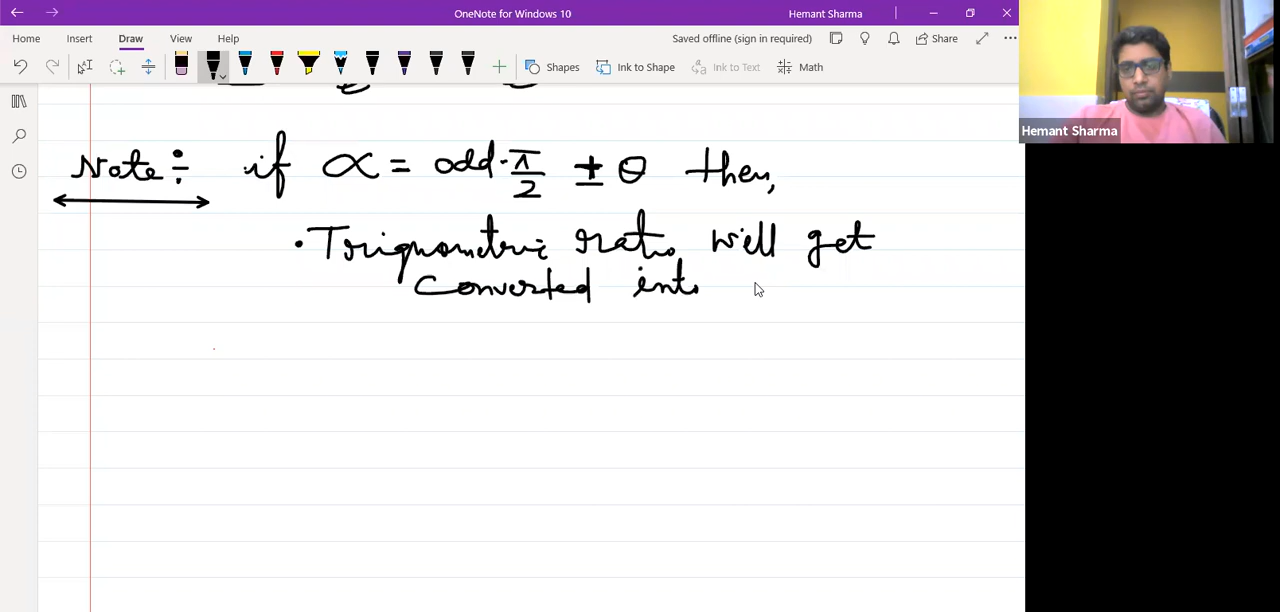 OneNote for Windows 10
Hemant Sharma
Home Insert Draw View Help
Saved offline (sign in required)
Share
Shapes
Ink to Shape
Ink to Text
Math
Hemant Sharma
Note÷ if α = odd·π/2 ± θ then,
• Trignometric ratio will get
converted into